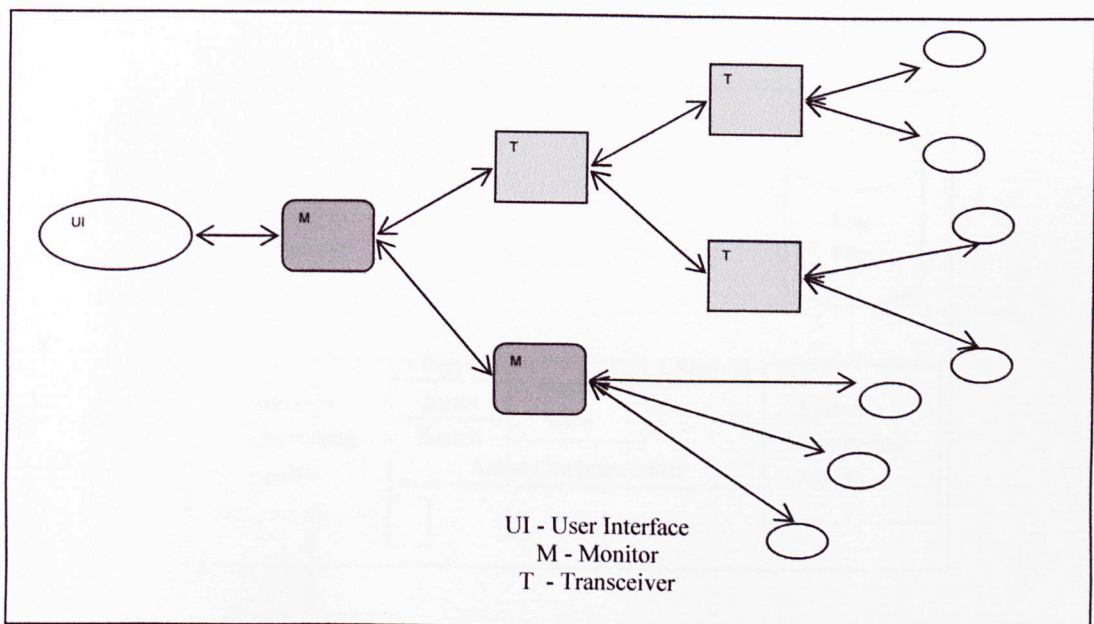 UI
M
T
T
T
M
UI - User Interface
M - Monitor
T - Transceiver